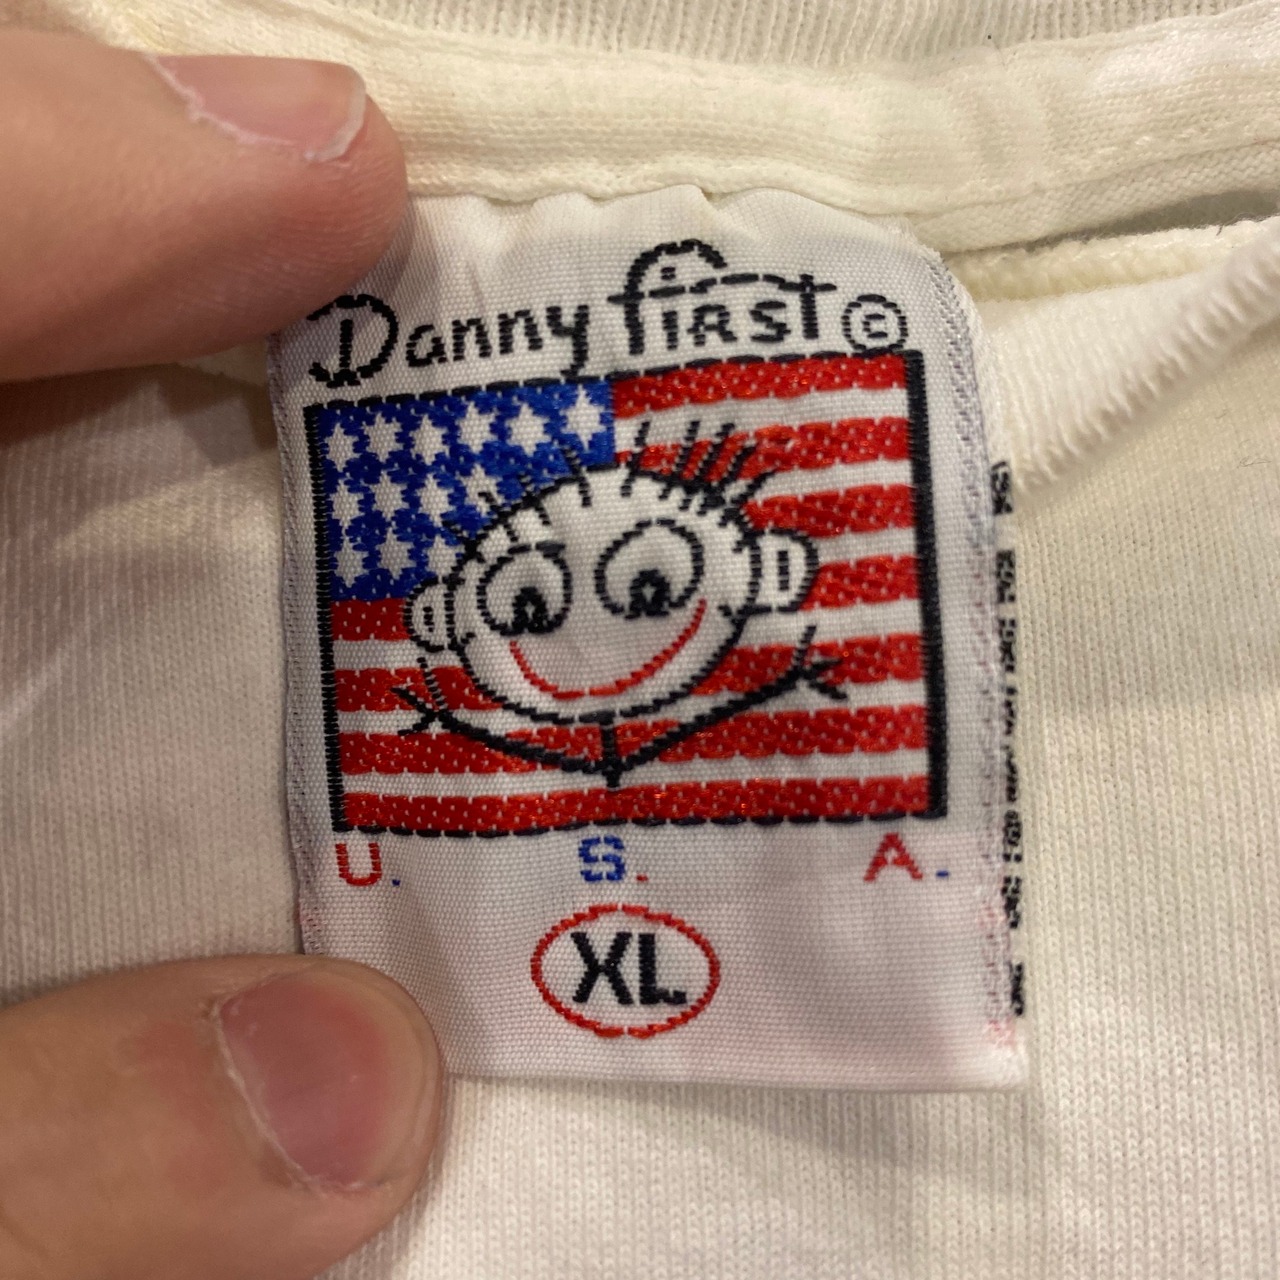 Danny First ©
U. S. A.
XL